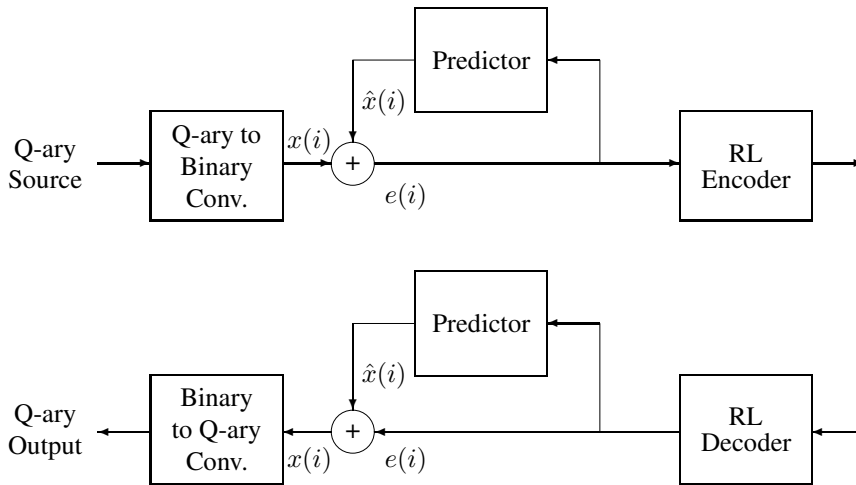 Predictor
x̂(i)
Q-ary
Source
Q-ary to
Binary
Conv.
x(i)
+
e(i)
RL
Encoder
Predictor
x̂(i)
Q-ary
Output
Binary
to Q-ary
Conv.
x(i)
+
e(i)
RL
Decoder